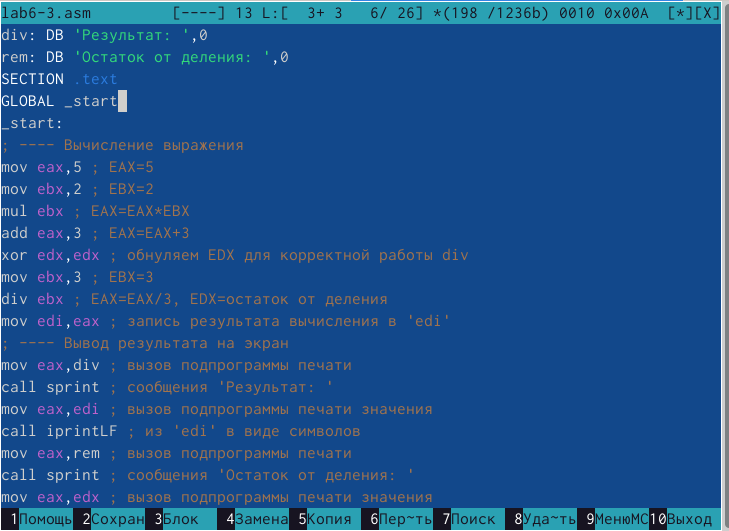 lab6-3.asm [----] 13 L:[ 3+ 3 6/ 26] *(198 /1236b) 0010 0x00A [*][X]
div: DB 'Результат: ',0
rem: DB 'Остаток от деления: ',0
SECTION .text
GLOBAL _start
_start:
; ---- Вычисление выражения
mov eax,5 ; EAX=5
mov ebx,2 ; EBX=2
mul ebx ; EAX=EAX*EBX
add eax,3 ; EAX=EAX+3
xor edx,edx ; обнуляем EDX для корректной работы div
mov ebx,3 ; EBX=3
div ebx ; EAX=EAX/3, EDX=остаток от деления
mov edi,eax ; запись результата вычисления в 'edi'
; ---- Вывод результата на экран
mov eax,div ; вызов подпрограммы печати
call sprint ; сообщения 'Результат: '
mov eax,edi ; вызов подпрограммы печати значения
call iprintLF ; из 'edi' в виде символов
mov eax,rem ; вызов подпрограммы печати
call sprint ; сообщения 'Остаток от деления: '
mov eax,edx ; вызов подпрограммы печати значения
1Помощь 2Сохран 3Блок 4Замена 5Копия 6Пер~ть 7Поиск 8Уда~ть 9МенюMC 10Выход